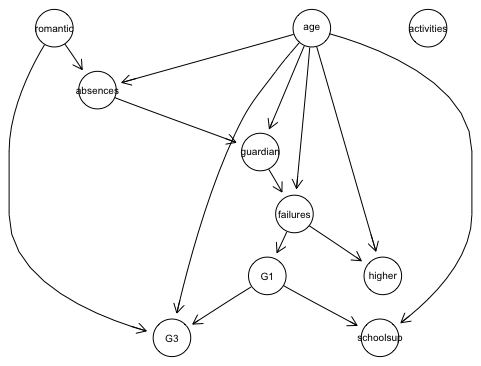 romantic
age
activities
absences
guardian
failures
G1
higher
G3
schoolsup